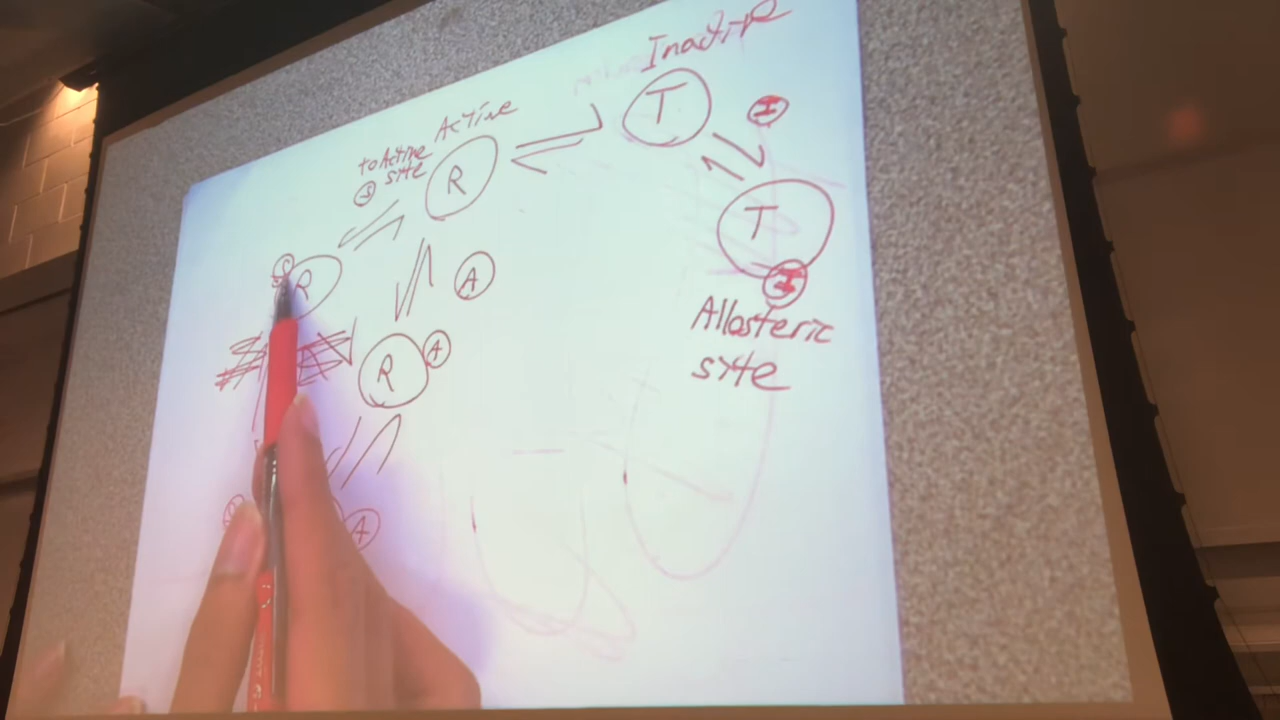 Inactive
T
I
Active
to Active
site
S
R
T
I
Allosteric
site
S
R
A
R
A
A